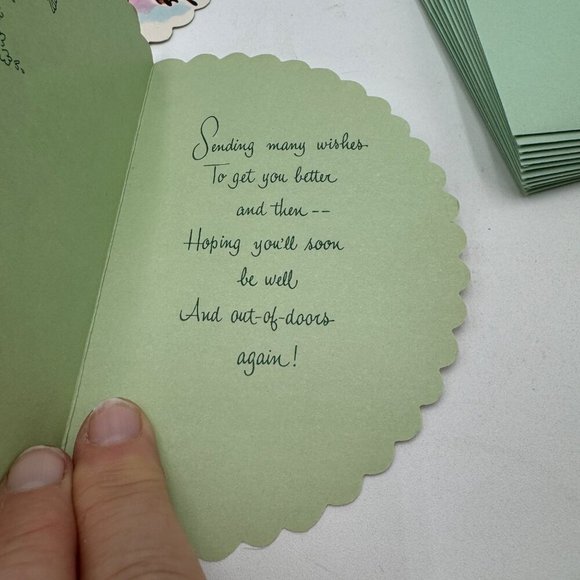 Sending many wishes
To get you better
and then--
Hoping you'll soon
be well
And out-of-doors
again!